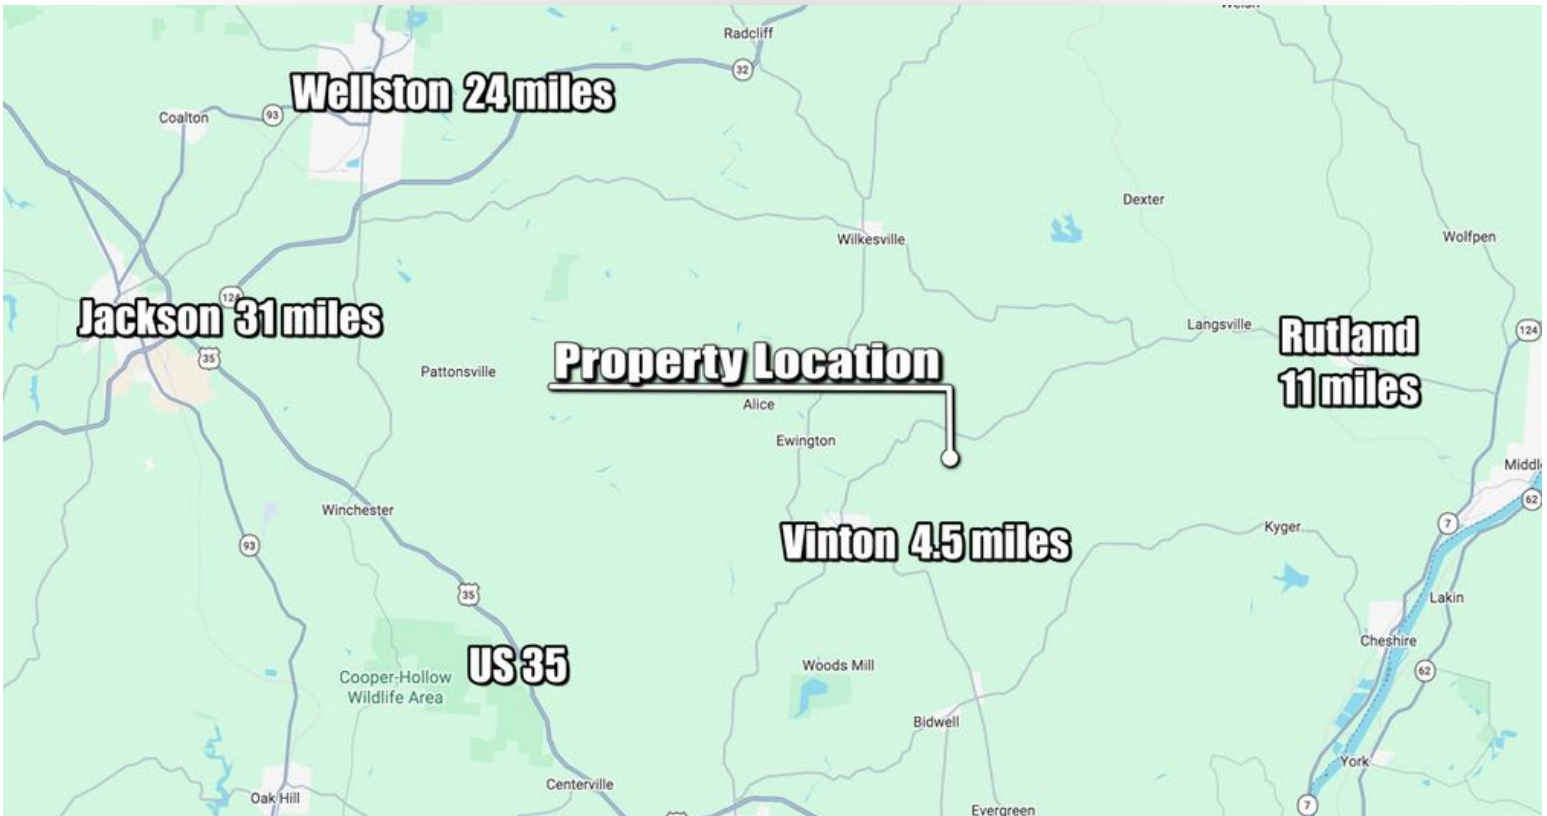 Radcliff
32
Wellston 24 miles
Coalton
93
Dexter
Wilkesville
Wolfpen
124
Jackson 31 miles
35
Langsville
124
Rutland
11 miles
Property Location
Pattonsville
Alice
Ewington
Middl
62
Winchester
Kyger
7
Vinton 4.5 miles
93
35
Lakin
Cheshire
US 35
Woods Mill
62
Cooper-Hollow
Wildlife Area
Bidwell
York
Centerville
Oak Hill
Evergreen
7